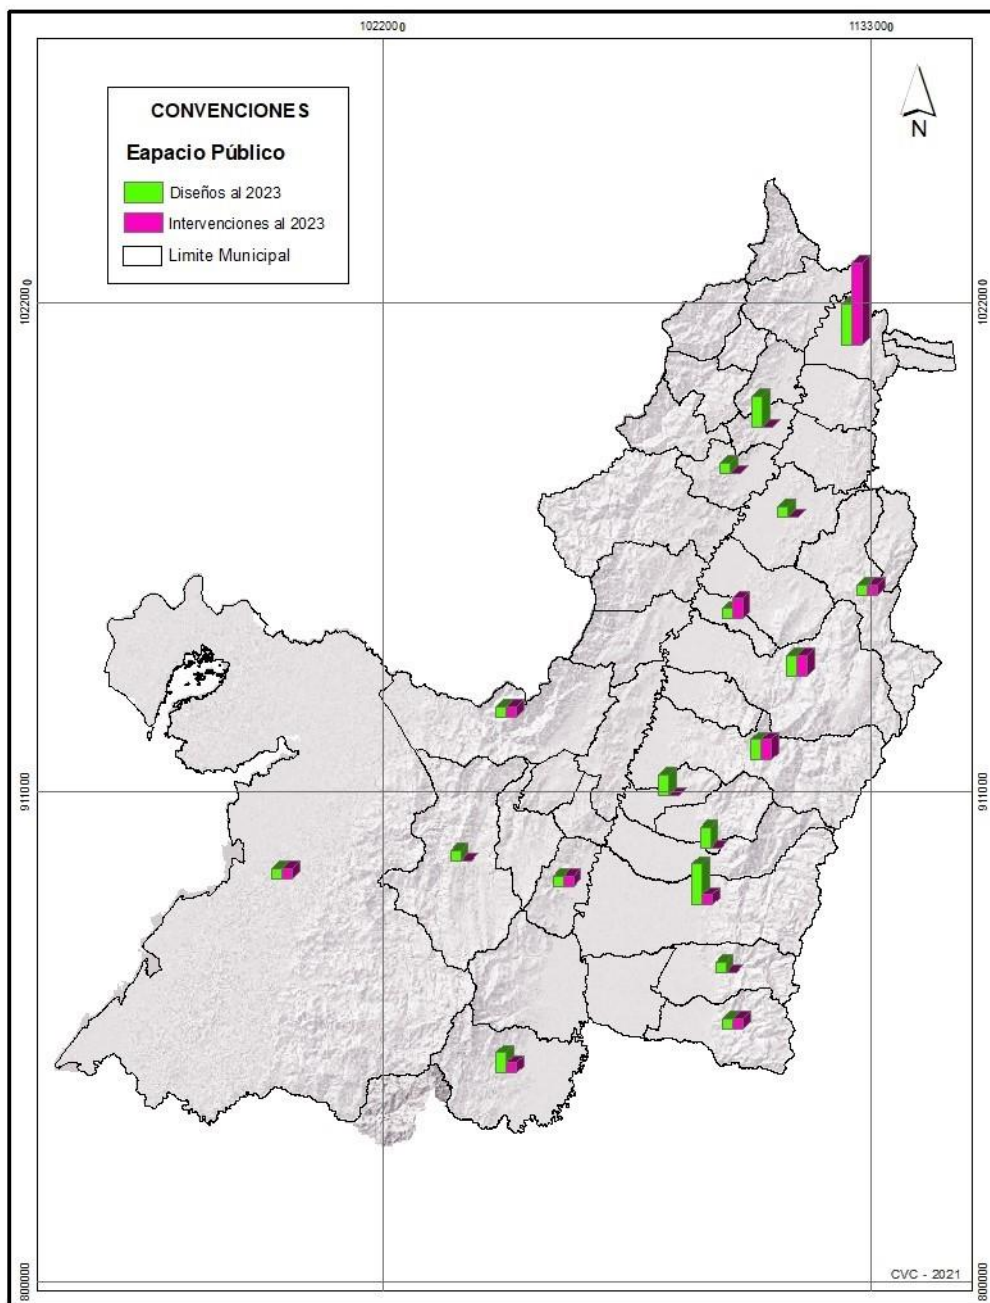 1022000 1133000
CONVENCIONES
Eapacio Público
Diseños al 2023
Intervenciones al 2023
Limite Municipal
N
1022000 1022000
911000 911000
800000 800000
CVC - 2021